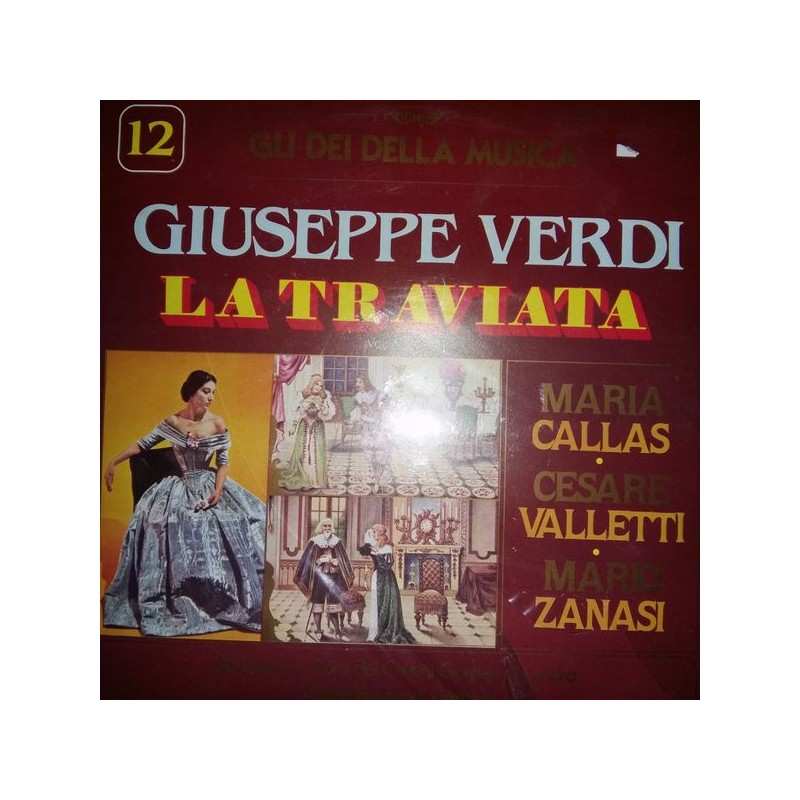 12
GLI DEI DELLA MUSICA
GIUSEPPE VERDI
LA TRAVIATA
MARIA
CALLAS
CESARE
VALLETTI
MARIO
ZANASI